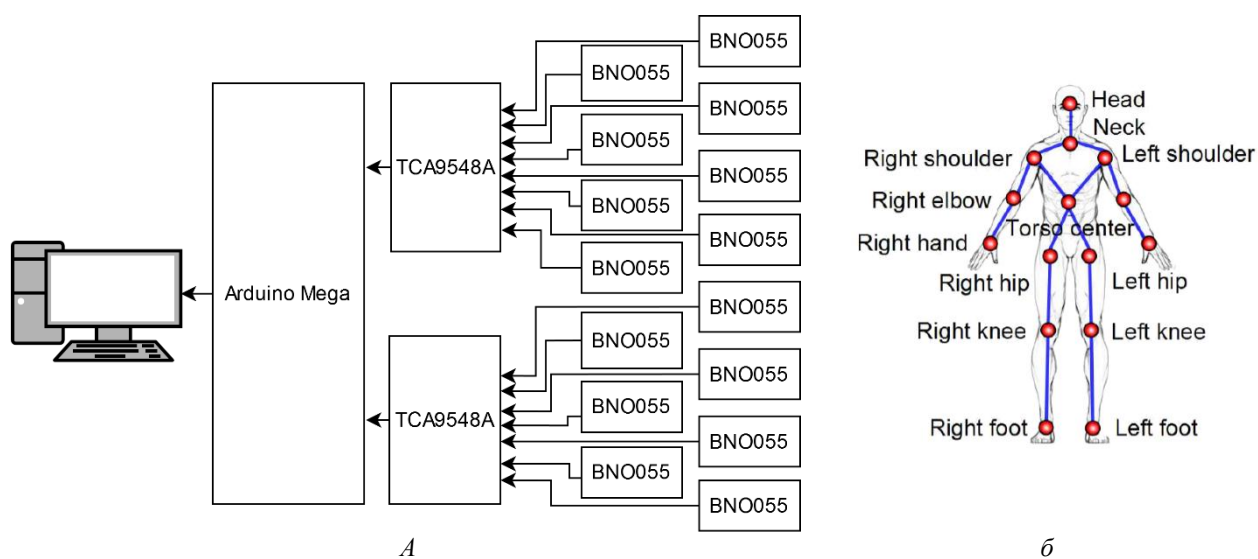 BNO055
BNO055
BNO055
BNO055
BNO055
BNO055
BNO055
BNO055
TCA9548A
Arduino Mega
BNO055
BNO055
BNO055
BNO055
BNO055
BNO055
BNO055
TCA9548A
А
Head
Neck
Right shoulder
Left shoulder
Right elbow
Torso center
Right hand
Right hip
Left hip
Right knee
Left knee
Right foot
Left foot
б